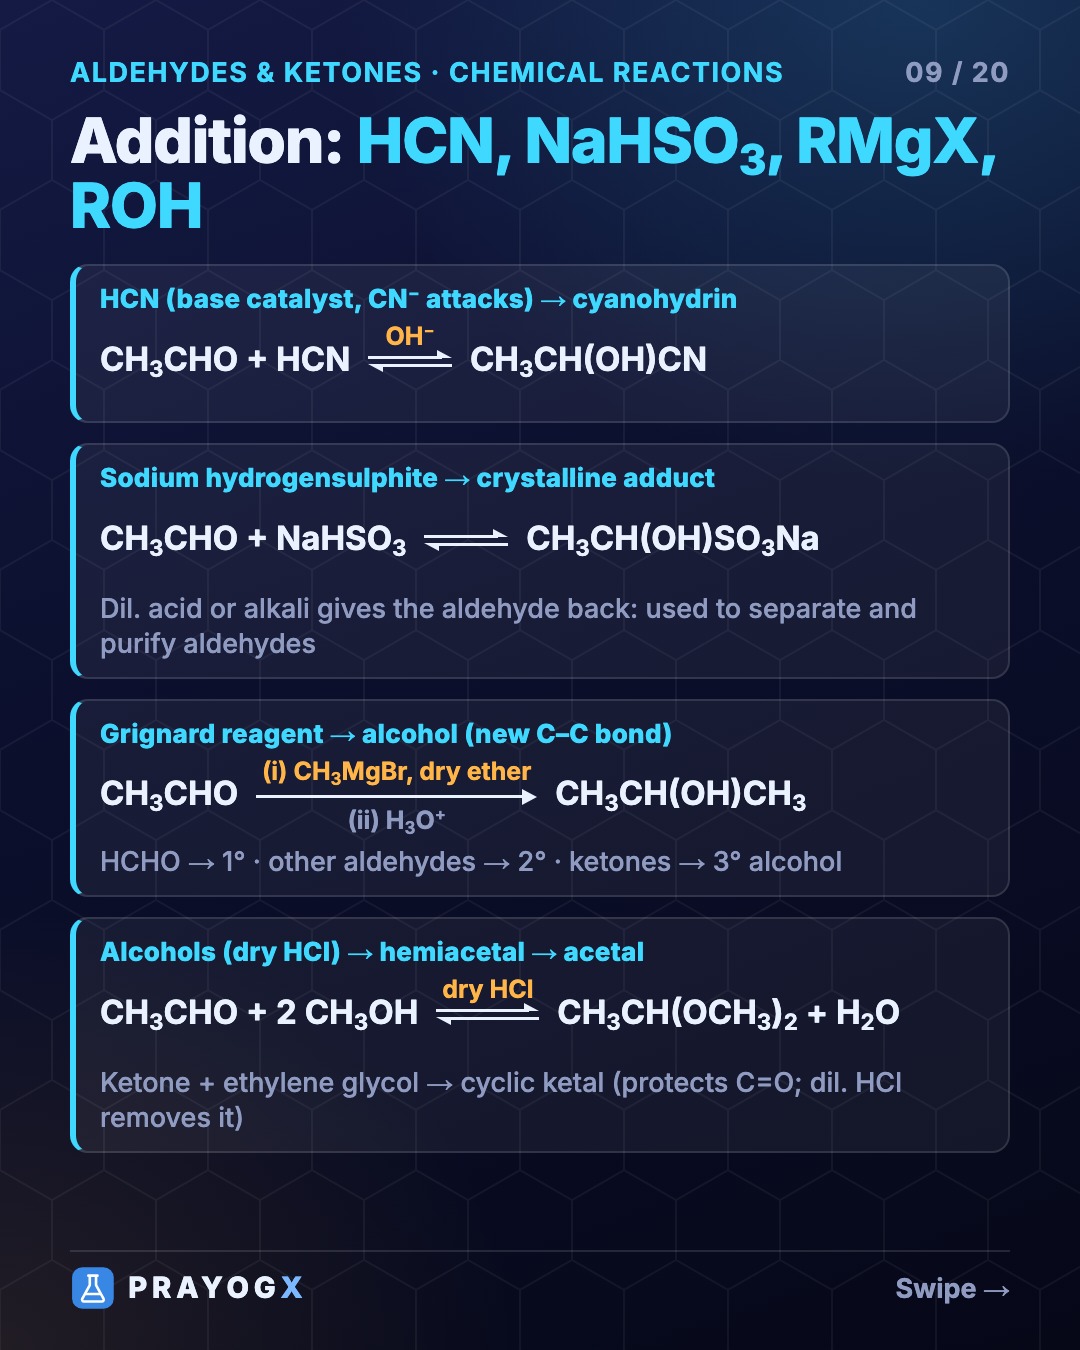 ALDEHYDES & KETONES · CHEMICAL REACTIONS
09 / 20
Addition: HCN, NaHSO₃, RMgX,
ROH
HCN (base catalyst, CN⁻ attacks) → cyanohydrin
OH⁻
CH₃CHO + HCN ⇌ CH₃CH(OH)CN
Sodium hydrogensulphite → crystalline adduct
CH₃CHO + NaHSO₃ ⇌ CH₃CH(OH)SO₃Na
Dil. acid or alkali gives the aldehyde back: used to separate and
purify aldehydes
Grignard reagent → alcohol (new C–C bond)
(i) CH₃MgBr, dry ether
CH₃CHO → CH₃CH(OH)CH₃
(ii) H₃O⁺
HCHO → 1° · other aldehydes → 2° · ketones → 3° alcohol
Alcohols (dry HCl) → hemiacetal → acetal
dry HCl
CH₃CHO + 2 CH₃OH ⇌ CH₃CH(OCH₃)₂ + H₂O
Ketone + ethylene glycol → cyclic ketal (protects C=O; dil. HCl
removes it)
PRAYOGX
Swipe →